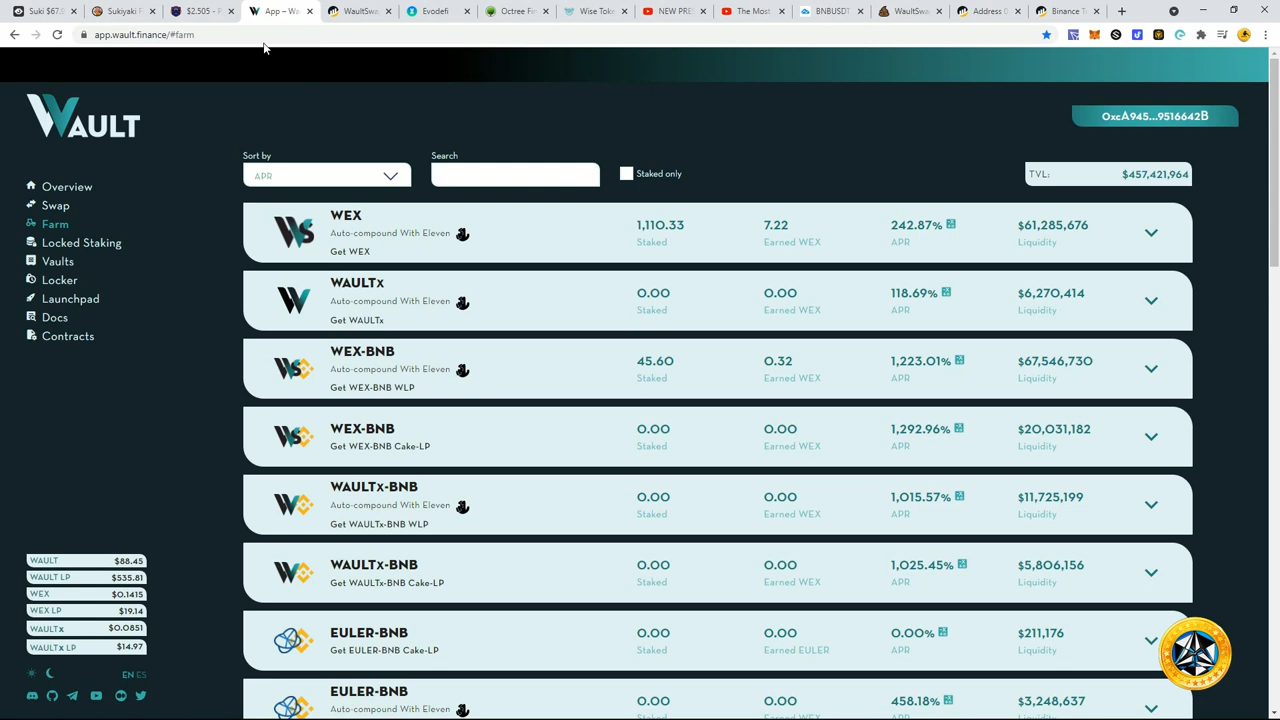 Suki $67.
Sukiyaki F
$2.505 - P
App – Wa
WaultSwa
Evodefi
Octree Fi
Wise Toke
NEW PRES
The Most
BNBUSDT
WaultSwa
Address 0
Binance T
app.wault.finance/#farm
WAULT
0xcA945...9516642B
Sort by
Search
APR
Staked only
TVL: $457,421,964
Overview
Swap
Farm
Locked Staking
Vaults
Locker
Launchpad
Docs
Contracts
WEX
Auto-compound With Eleven
Get WEX
1,110.33
Staked
7.22
Earned WEX
242.87%
APR
$61,285,676
Liquidity
WAULTx
Auto-compound With Eleven
Get WAULTx
0.00
Staked
0.00
Earned WEX
118.69%
APR
$6,270,414
Liquidity
WEX-BNB
Auto-compound With Eleven
Get WEX-BNB WLP
45.60
Staked
0.32
Earned WEX
1,223.01%
APR
$67,546,730
Liquidity
WEX-BNB
Get WEX-BNB Cake-LP
0.00
Staked
0.00
Earned WEX
1,292.96%
APR
$20,031,182
Liquidity
WAULTx-BNB
Auto-compound With Eleven
Get WAULTx-BNB WLP
0.00
Staked
0.00
Earned WEX
1,015.57%
APR
$11,725,199
Liquidity
WAULTx-BNB
Get WAULTx-BNB Cake-LP
0.00
Staked
0.00
Earned WEX
1,025.45%
APR
$5,806,156
Liquidity
EULER-BNB
Get EULER-BNB Cake-LP
0.00
Staked
0.00
Earned EULER
0.00%
APR
$211,176
Liquidity
EULER-BNB
Auto-compound With Eleven
0.00
Staked
0.00
Earned WEX
458.18%
APR
$3,248,637
Liquidity
WAULT $88.45
WAULT LP $535.81
WEX $0.1415
WEX LP $19.14
WAULTx $0.0851
WAULTx LP $14.97
EN ES